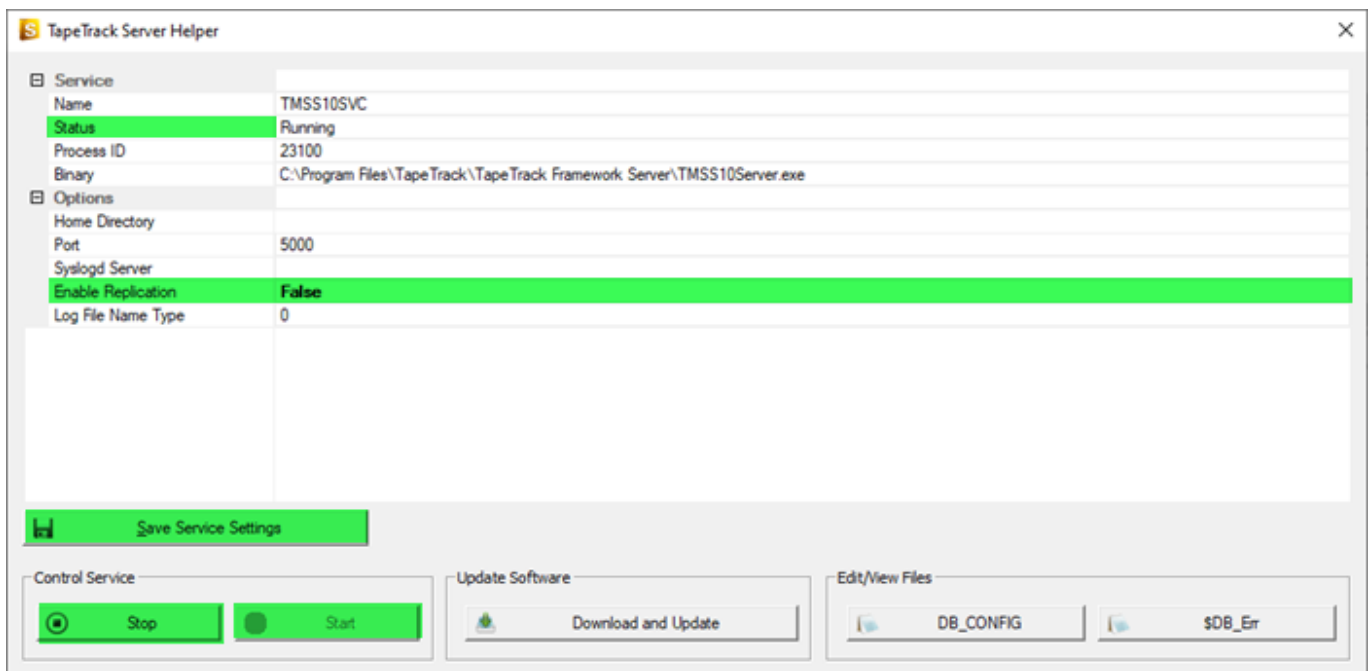 TapeTrack Server Helper
Service
Name TMSS10SVC
Status Running
Process ID 23100
Binary C:\Program Files\TapeTrack\TapeTrack Framework Server\TMSS10Server.exe
Options
Home Directory
Port 5000
Syslogd Server
Enable Replication False
Log File Name Type 0
Save Service Settings
Control Service Update Software Edit/View Files
Stop Start Download and Update DB_CONFIG $DB_Err